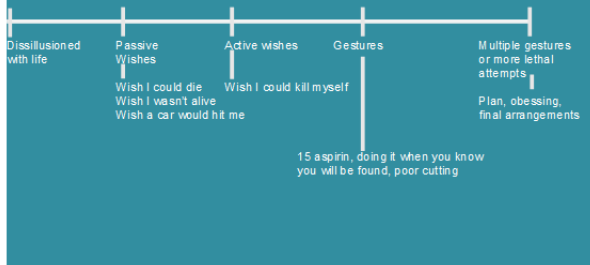 Dissillusioned
with life
Passive
Wishes
Active wishes
Gestures
Multiple gestures
or more lethal
attempts
Wish I could die
Wish I wasn't alive
Wish a car would hit me
Wish I could kill myself
Plan, obessing,
final arrangements
15 aspirin, doing it when you know
you will be found, poor cutting